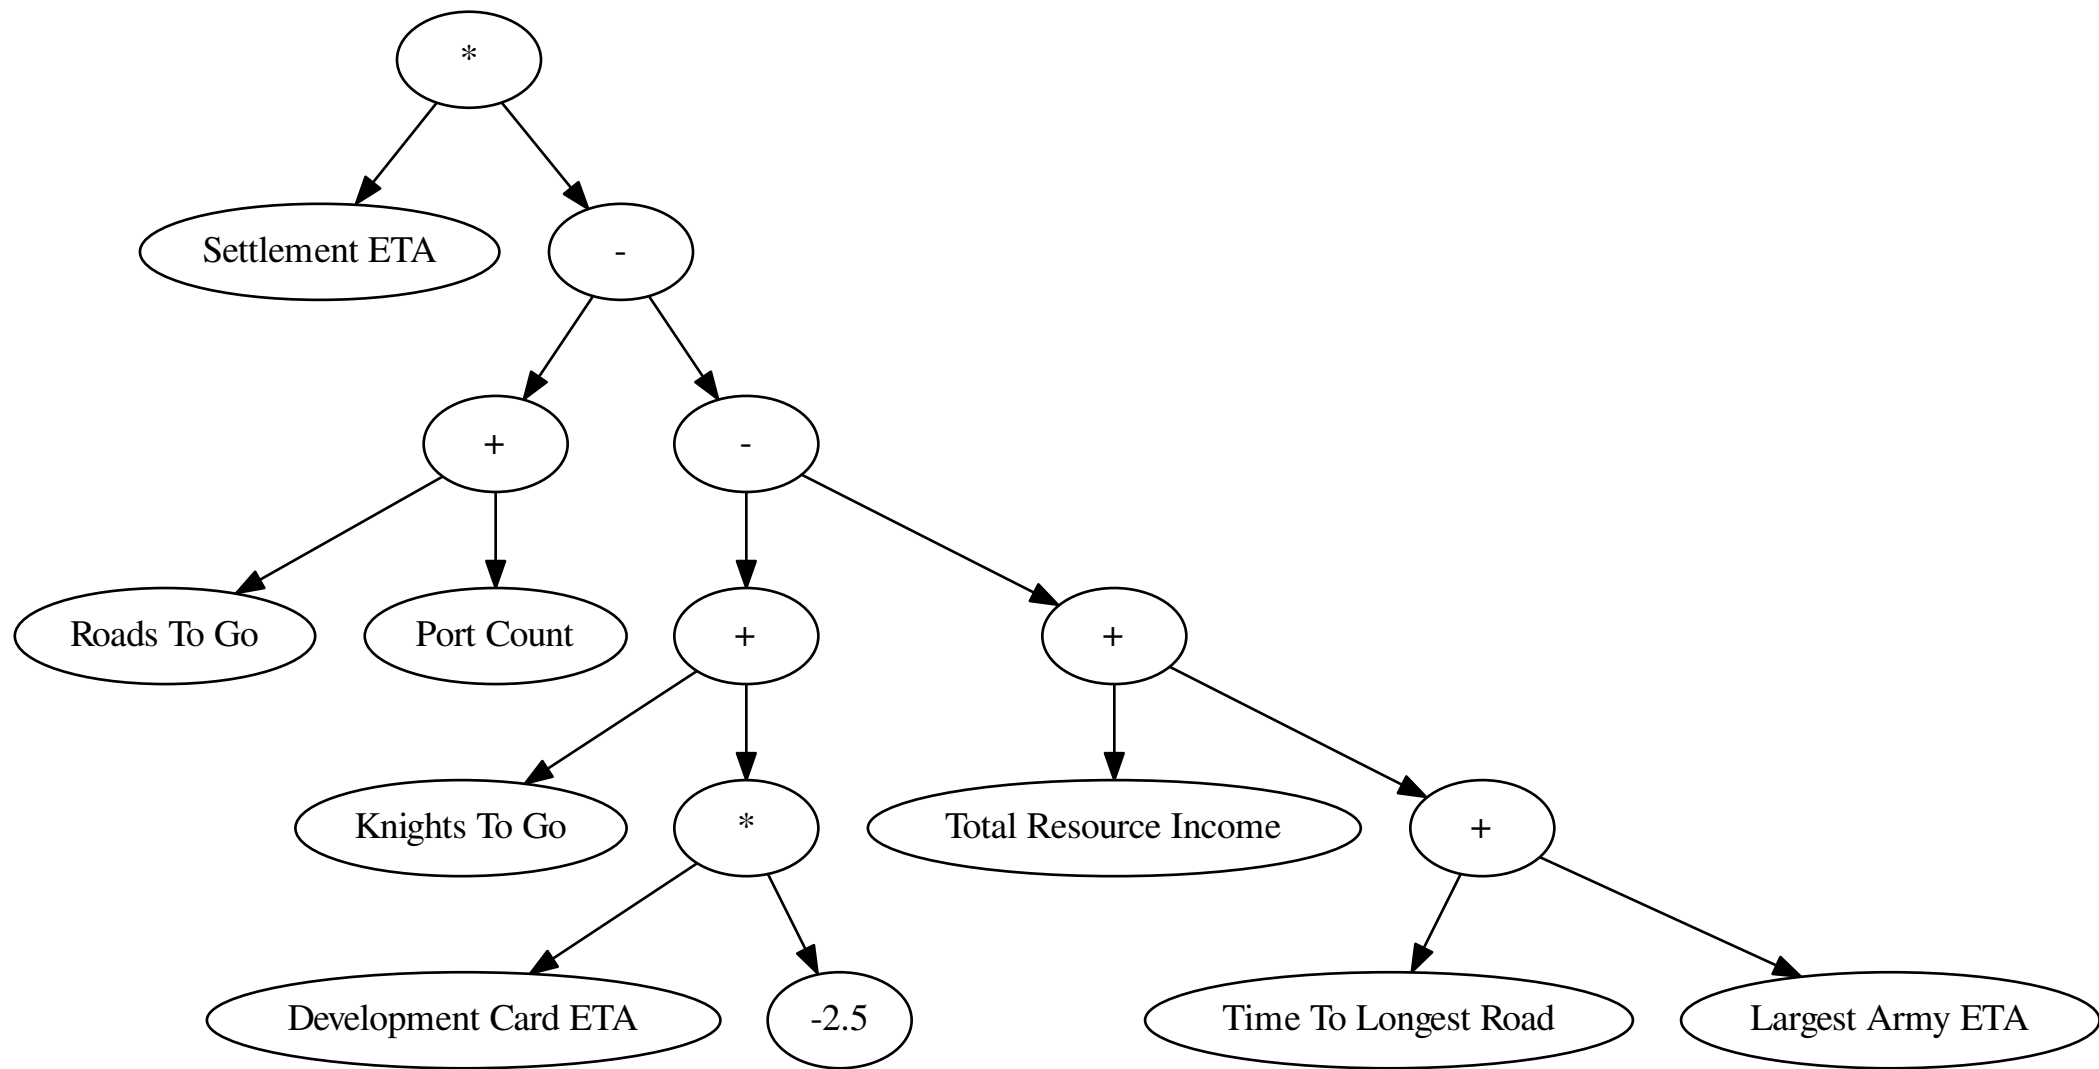 *
Settlement ETA
-
+
-
Roads To Go
Port Count
+
+
Knights To Go
*
Total Resource Income
+
Development Card ETA
-2.5
Time To Longest Road
Largest Army ETA